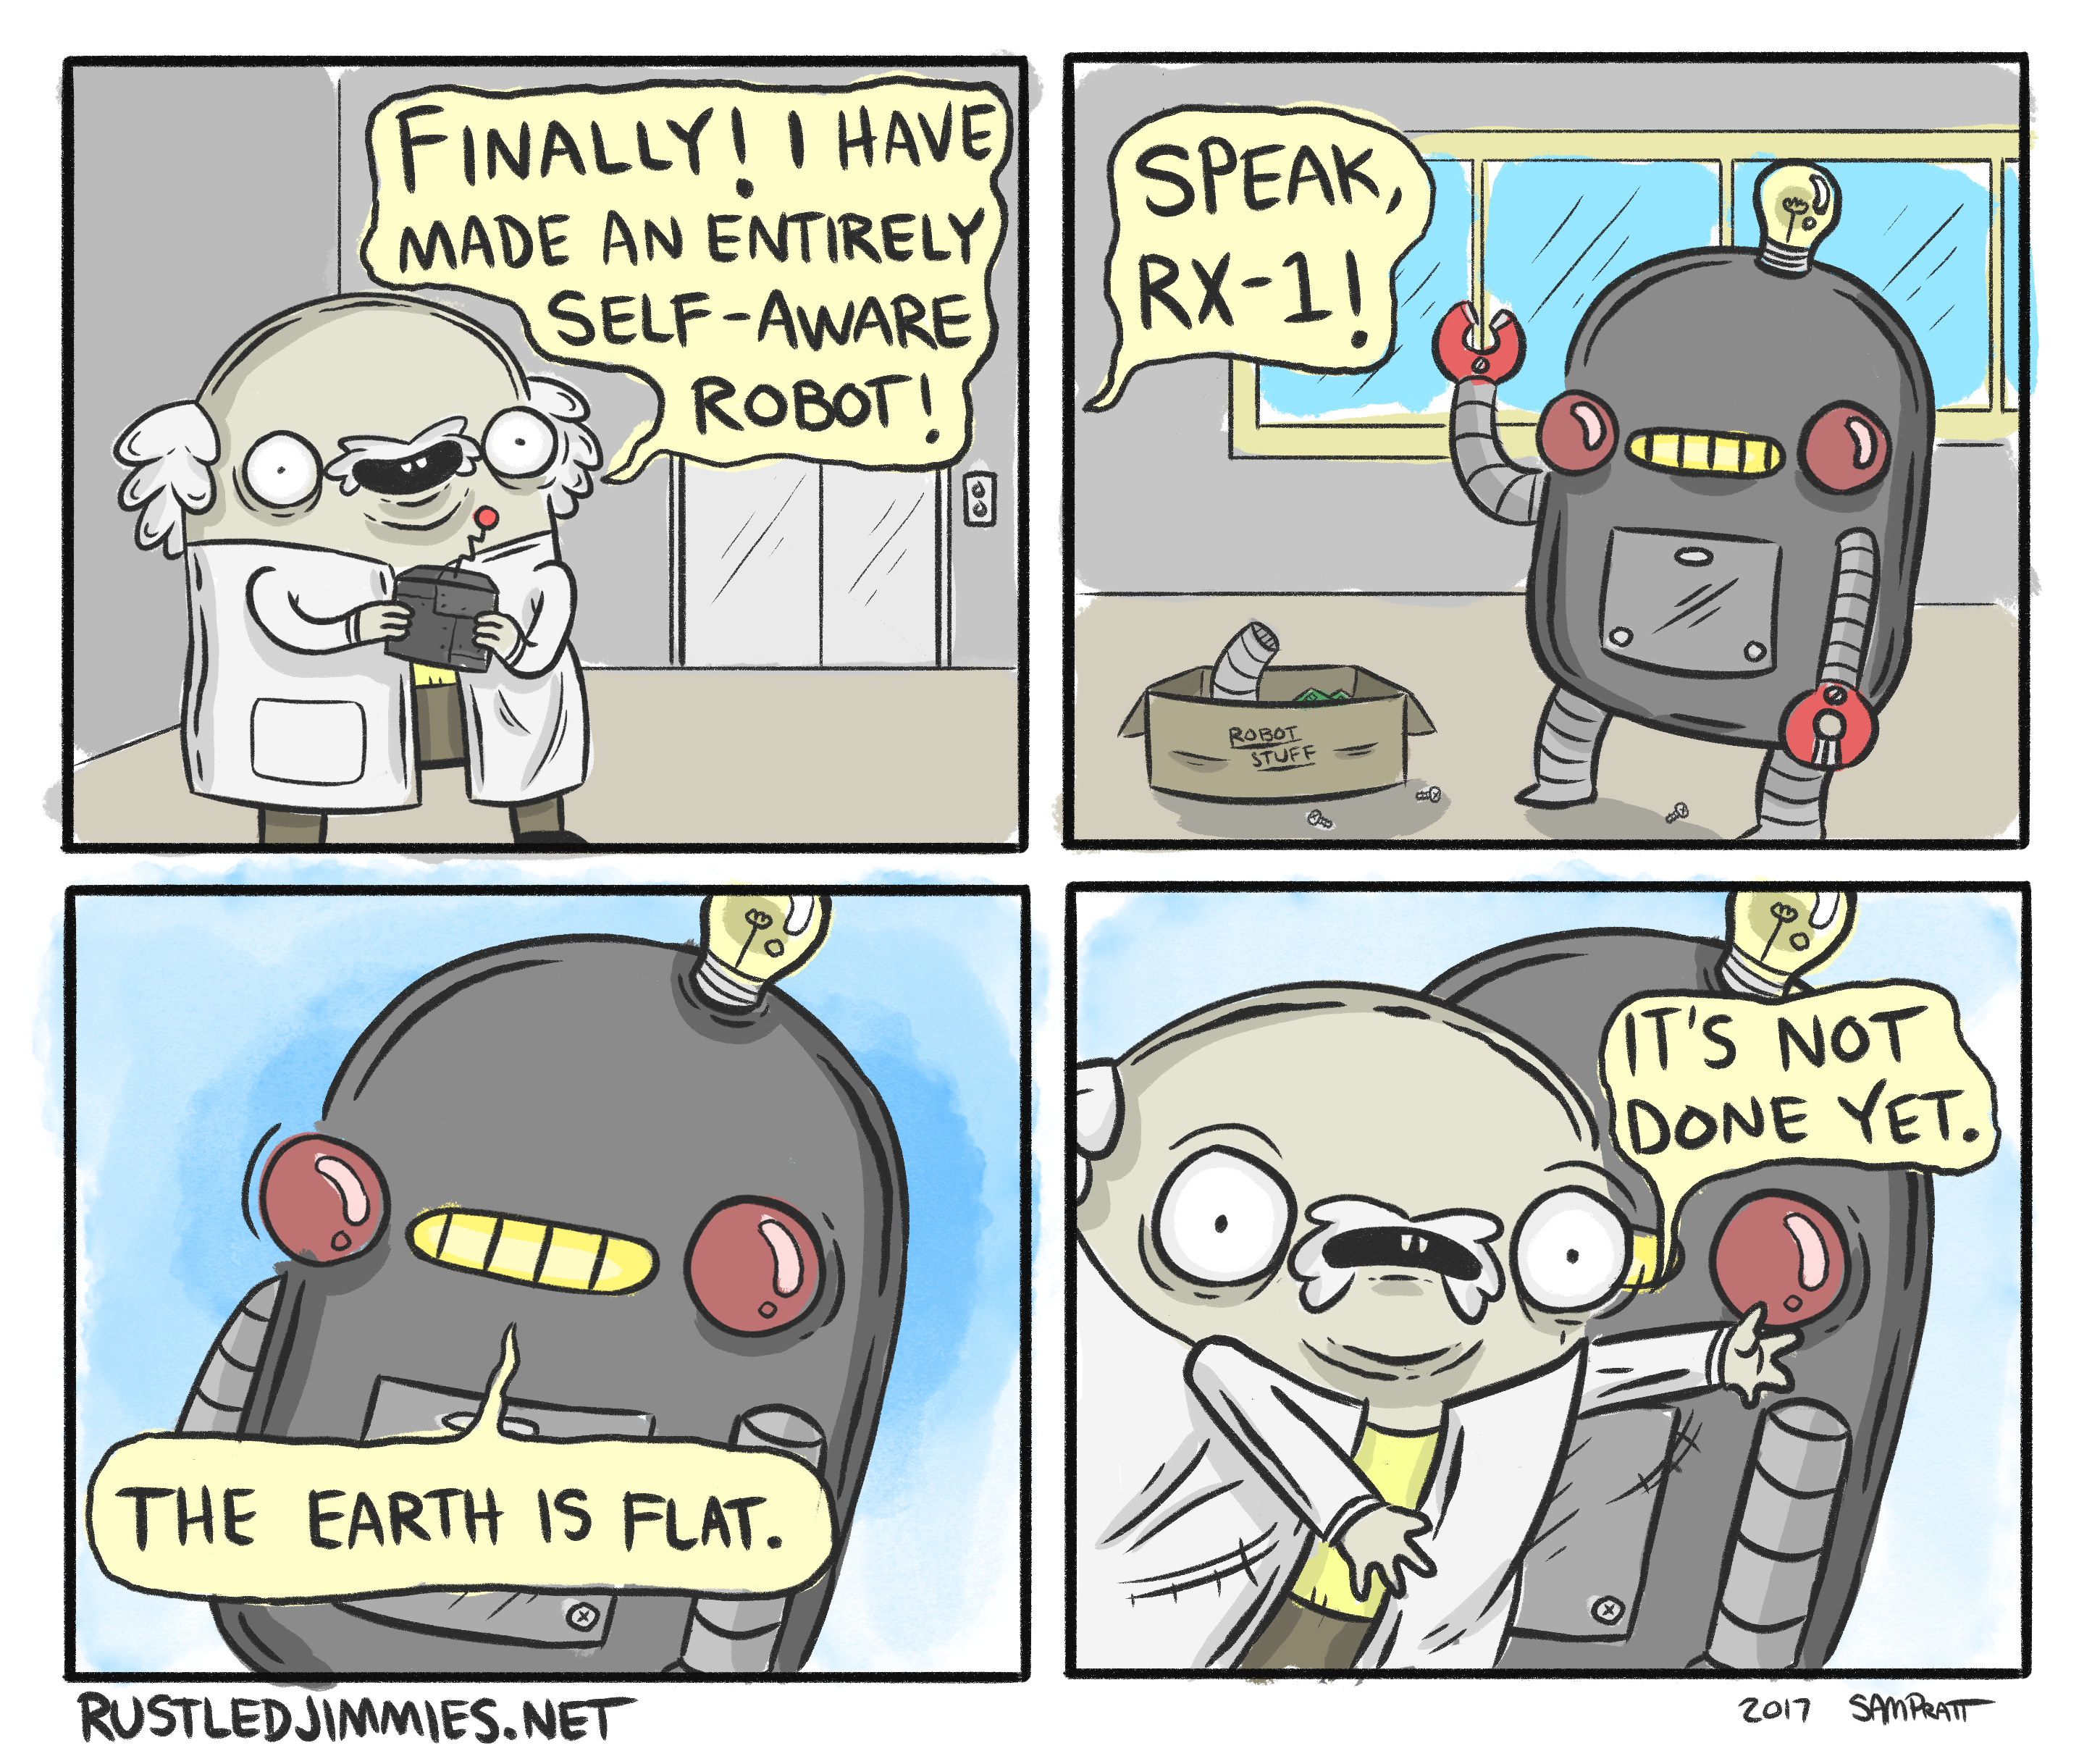 FINALLY! I HAVE
MADE AN ENTIRELY
SELF-AWARE
ROBOT!
SPEAK,
RX-1!
ROBOT
STUFF
THE EARTH IS FLAT.
IT'S NOT
DONE YET.
RUSTLEDJIMMIES.NET
2017 SAMPRATT